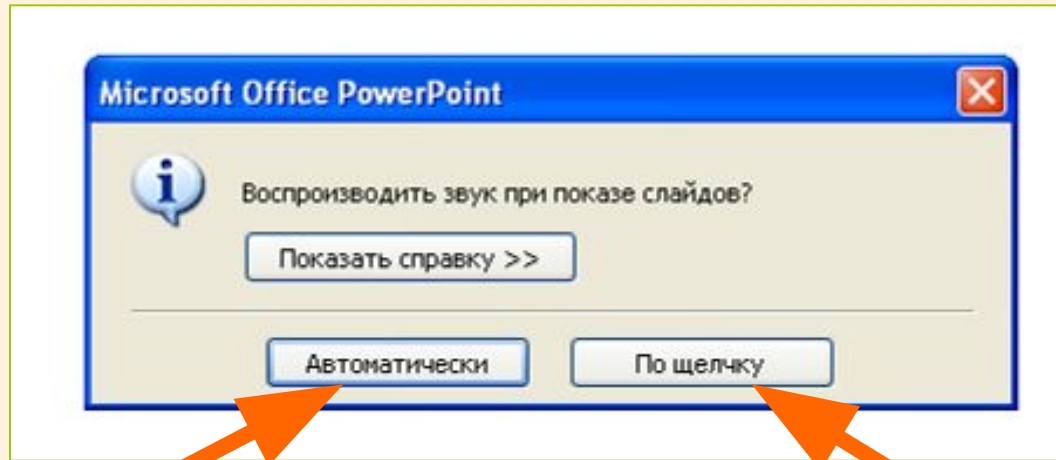 Microsoft Office PowerPoint
Воспроизводить звук при показе слайдов?
Показать справку >>
Автоматически
По щелчку